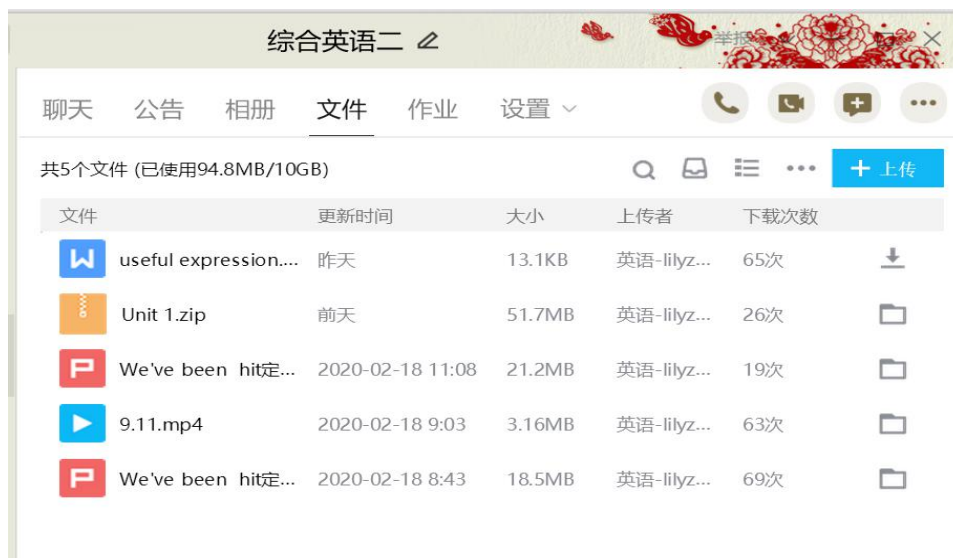 综合英语二
举报
聊天 公告 相册 文件 作业 设置
共5个文件 (已使用94.8MB/10GB) 上传
文件 更新时间 大小 上传者 下载次数
useful expression.... 昨天 13.1KB 英语-lilyz... 65次
Unit 1.zip 前天 51.7MB 英语-lilyz... 26次
We've been hit定... 2020-02-18 11:08 21.2MB 英语-lilyz... 19次
9.11.mp4 2020-02-18 9:03 3.16MB 英语-lilyz... 63次
We've been hit定... 2020-02-18 8:43 18.5MB 英语-lilyz... 69次